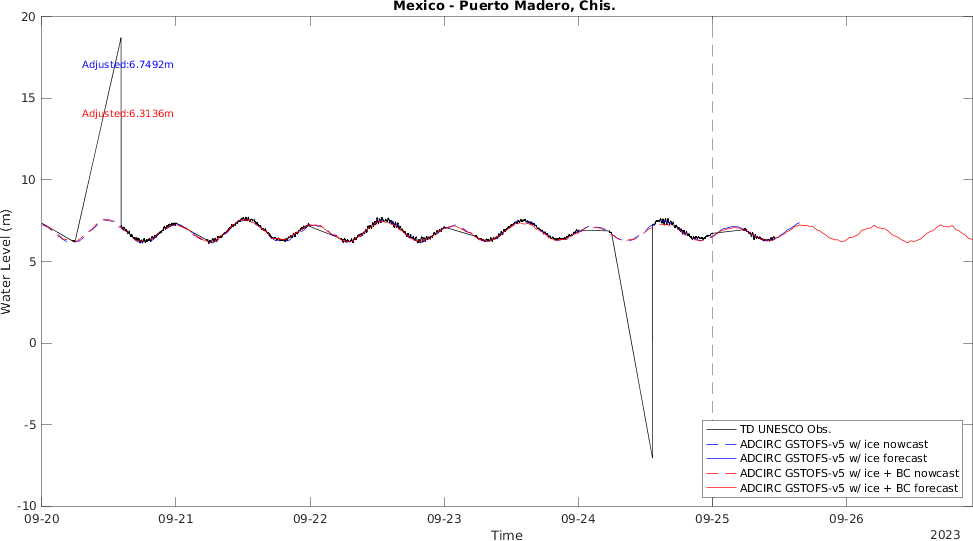 Mexico - Puerto Madero, Chis.
20
15
10
5
0
-5
-10
Water Level (m)
Adjusted:6.7492m
Adjusted:6.3136m
TD UNESCO Obs.
ADCIRC GSTOFS-v5 w/ ice nowcast
ADCIRC GSTOFS-v5 w/ ice forecast
ADCIRC GSTOFS-v5 w/ ice + BC nowcast
ADCIRC GSTOFS-v5 w/ ice + BC forecast
09-20 09-21 09-22 09-23 09-24 09-25 09-26
Time
2023